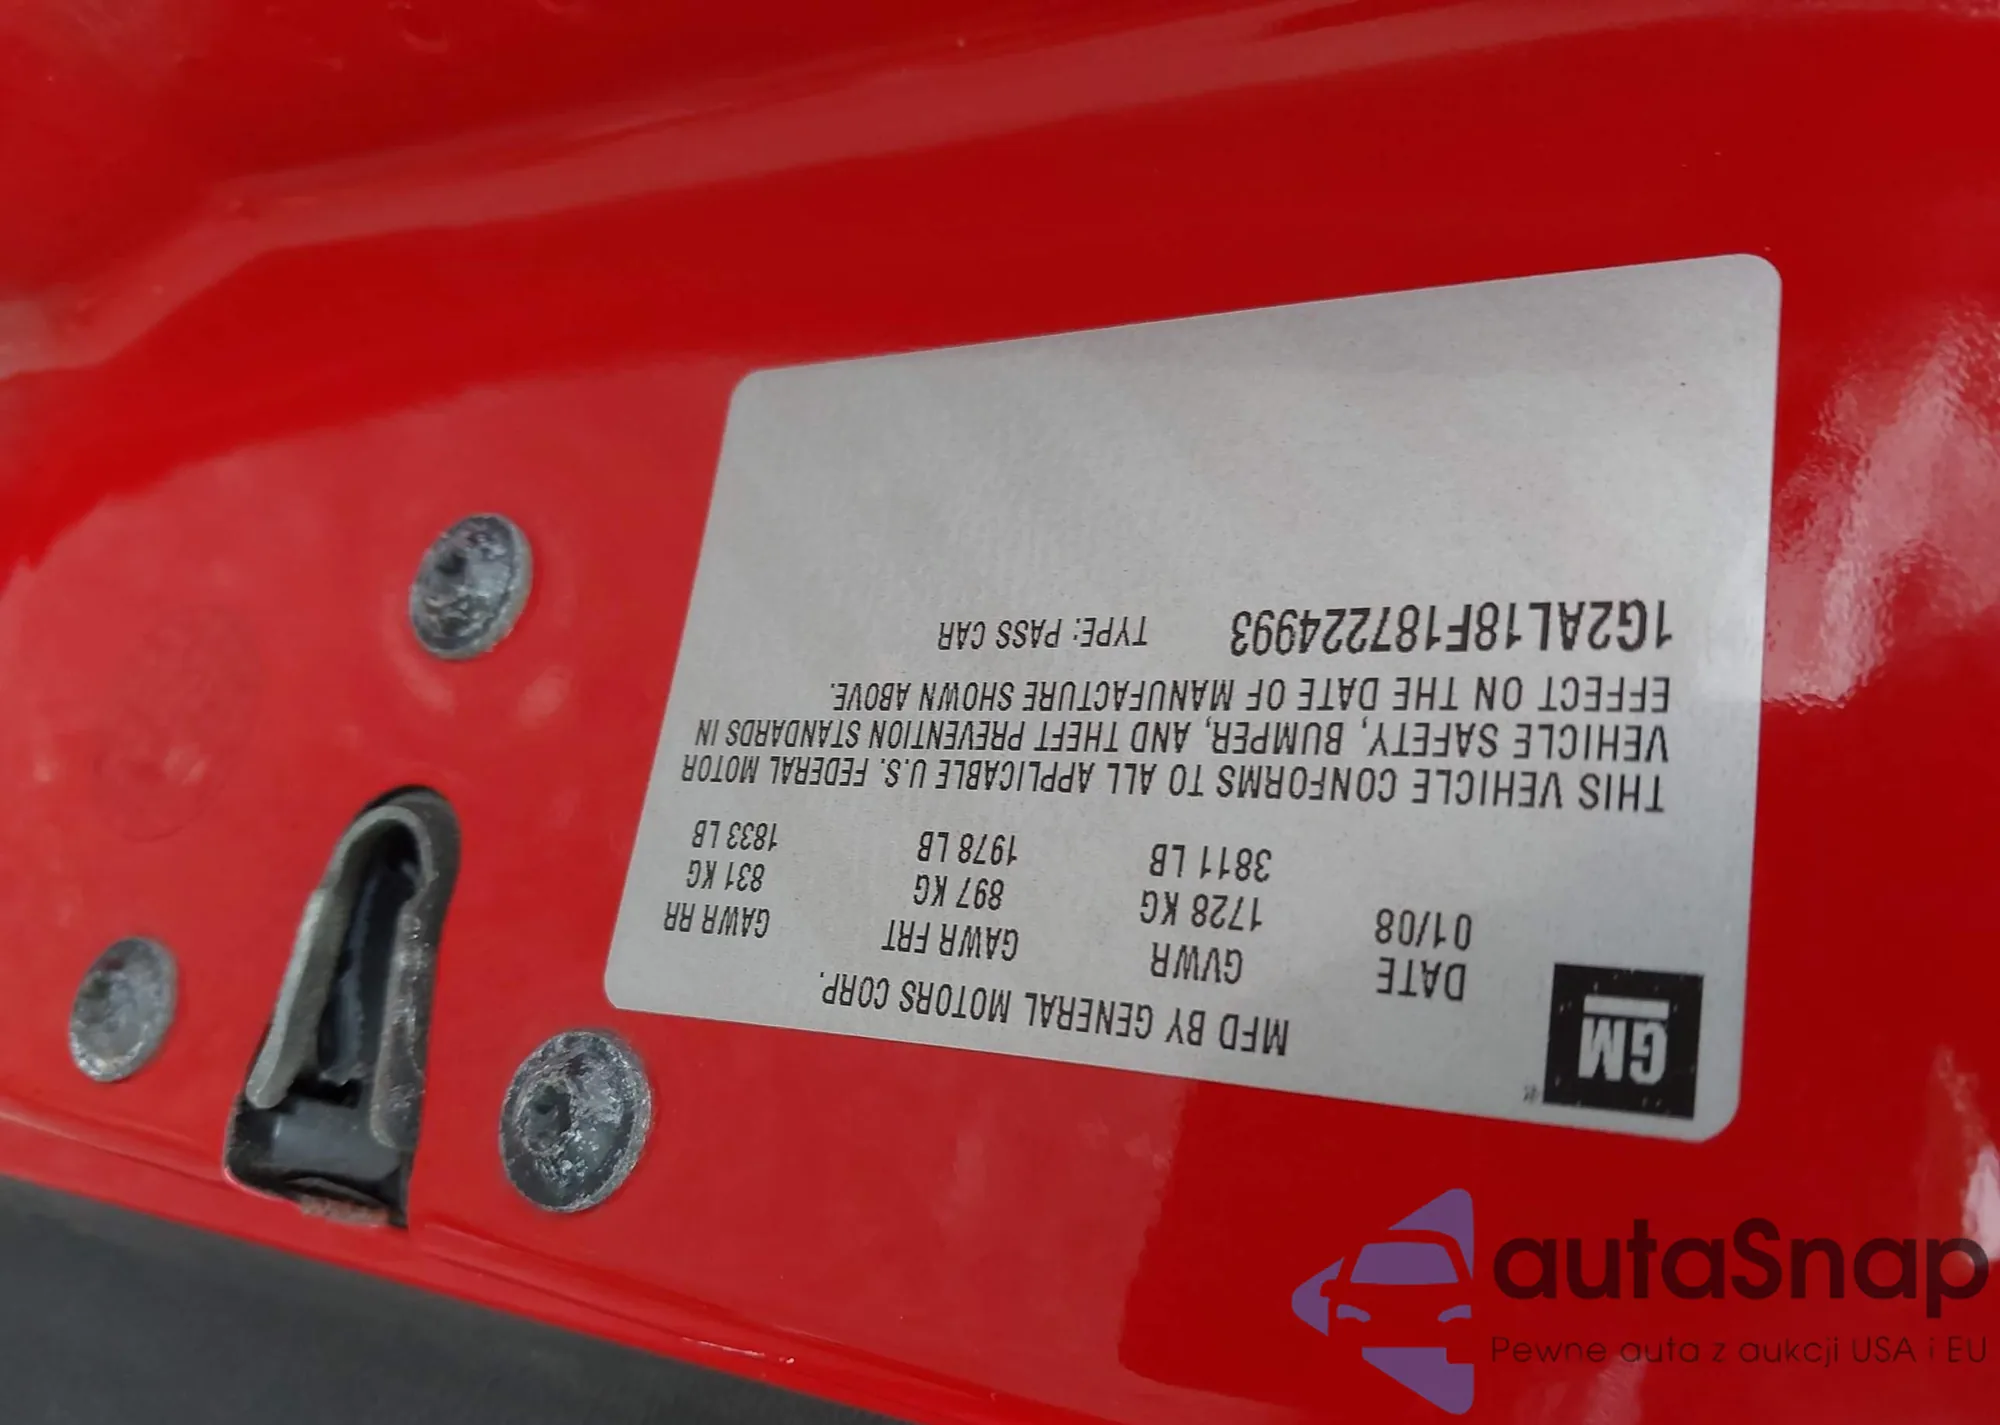 MFD BY GENERAL MOTORS CORP.
GM
DATE GVWR GAWR FRT GAWR RR
01/08 1728 KG 897 KG 831 KG
3811 LB 1978 LB 1833 LB
THIS VEHICLE CONFORMS TO ALL APPLICABLE U.S. FEDERAL MOTOR
VEHICLE SAFETY, BUMPER, AND THEFT PREVENTION STANDARDS IN
EFFECT ON THE DATE OF MANUFACTURE SHOWN ABOVE.
1G2AL18F187224993 TYPE: PASS CAR
autaSnap
Pewne auta z aukcji USA i EU